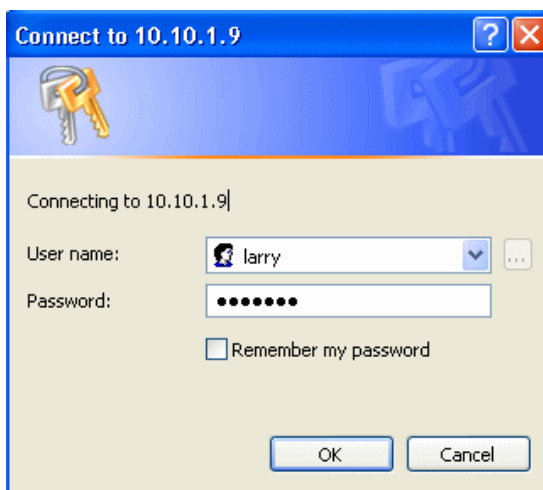 Connect to 10.10.1.9
Connecting to 10.10.1.9
User name: larry ...
Password: •••••••
Remember my password
OK Cancel